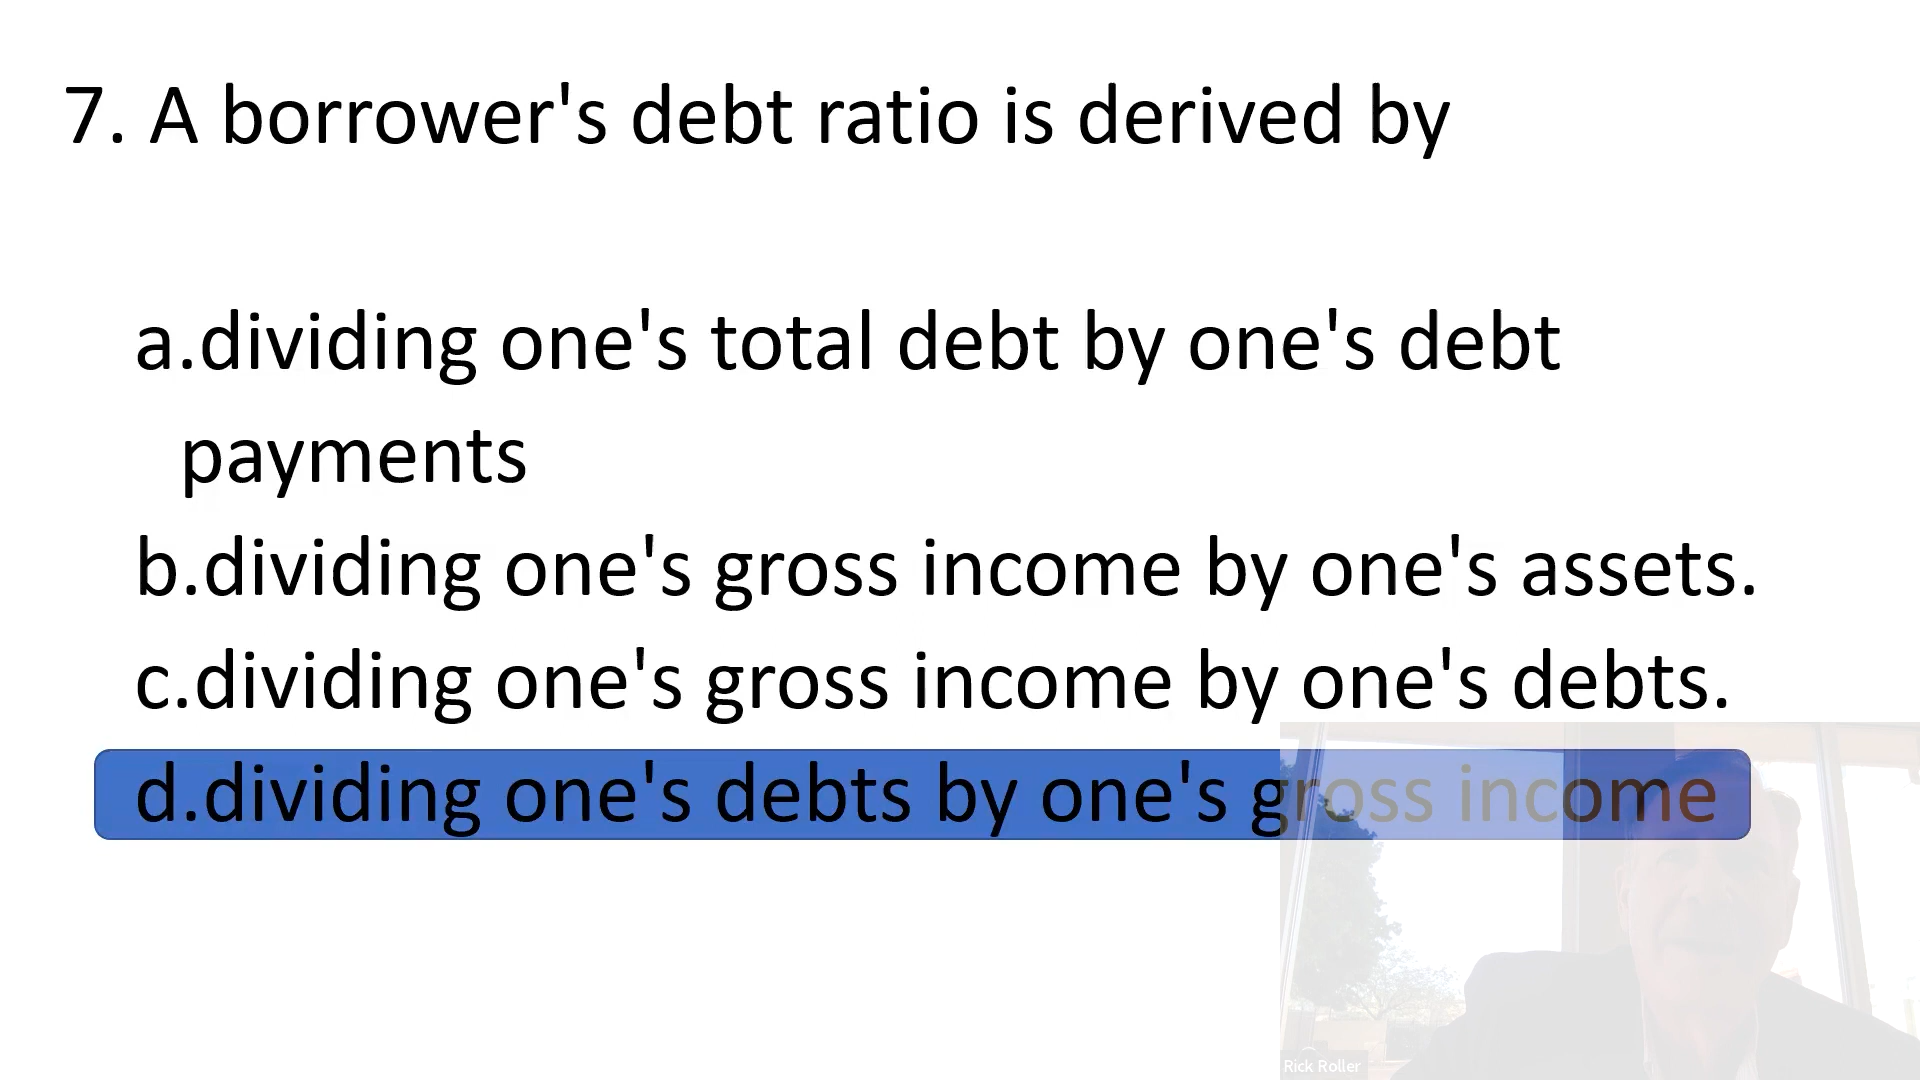 7. A borrower's debt ratio is derived by
a.dividing one's total debt by one's debt
payments
b.dividing one's gross income by one's assets.
c.dividing one's gross income by one's debts.
d.dividing one's debts by one's gross income
Rick Roller